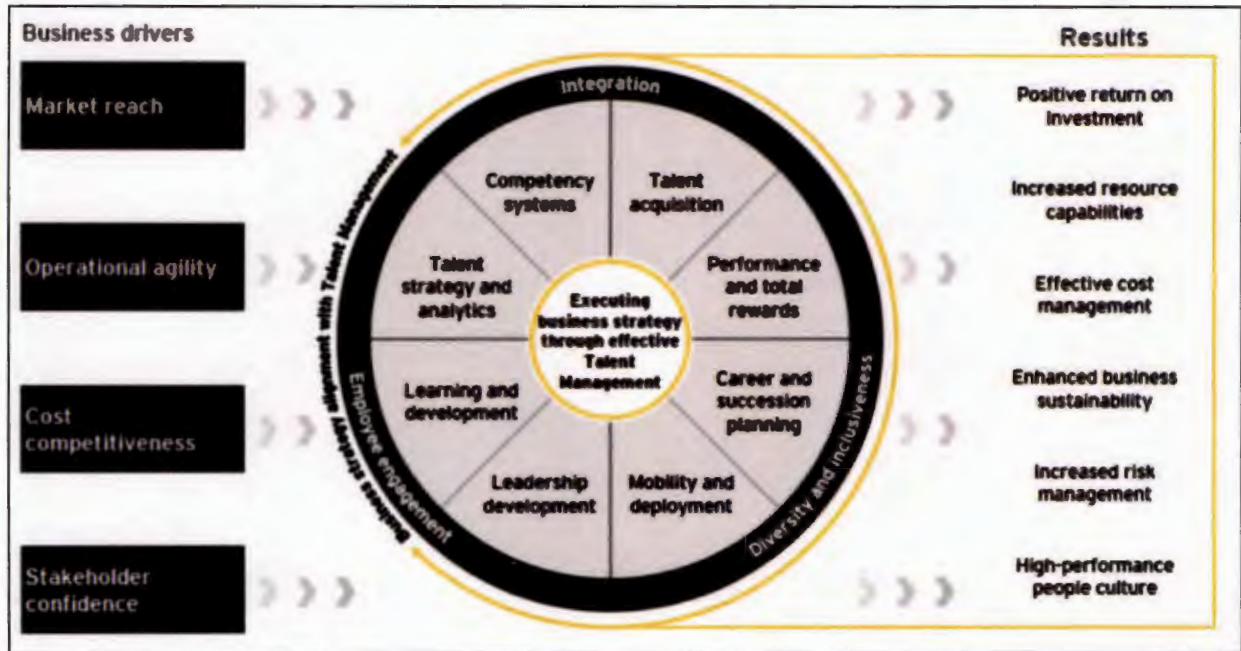 Business drivers
Market reach
Operational agility
Cost
competitiveness
Stakeholder
confidence
Business strategy alignment with Talent Management
Integration
Employee engagement
Diversity and inclusiveness
Competency
systems
Talent
acquisition
Talent
strategy and
analytics
Performance
and total
rewards
Executing
business strategy
through effective
Talent
Management
Learning and
development
Career and
succession
planning
Leadership
development
Mobility and
deployment
Results
Positive return on
Investment
Increased resource
capabilities
Effective cost
management
Enhanced business
sustainability
Increased risk
management
High-performance
people culture